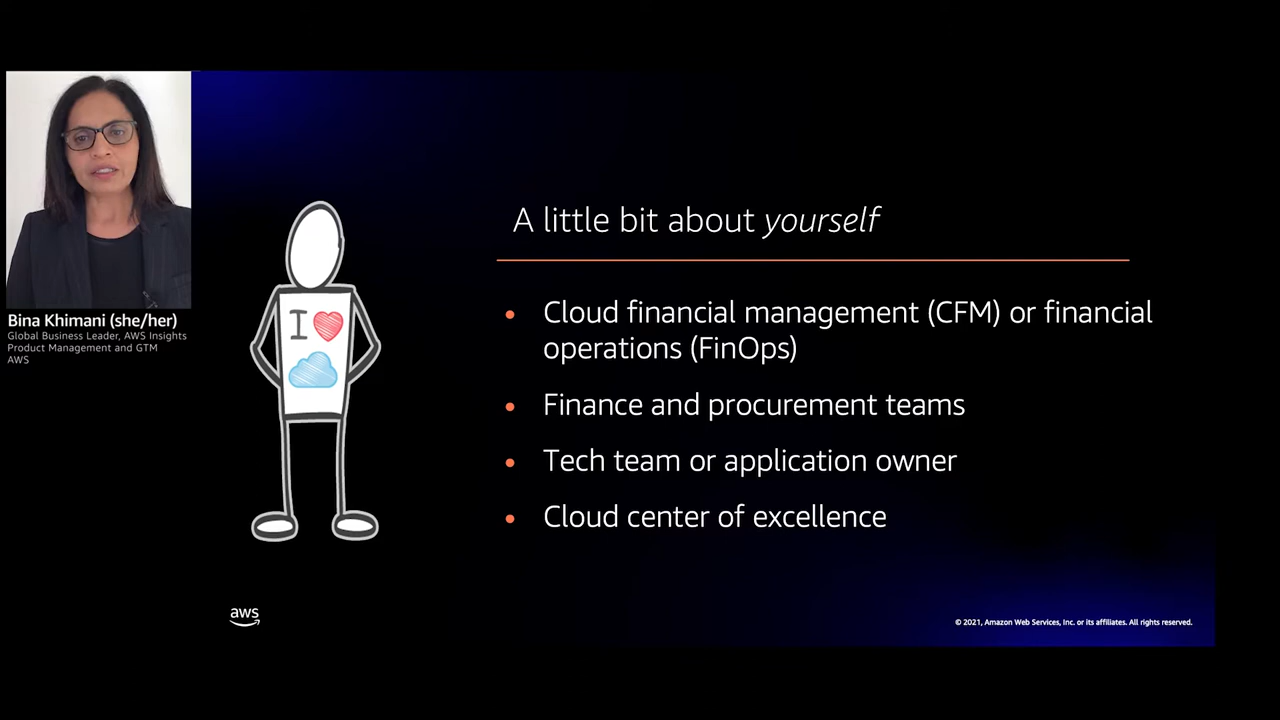 Bina Khimani (she/her)
Global Business Leader, AWS Insights
Product Management and GTM
AWS
I
A little bit about yourself
• Cloud financial management (CFM) or financial
operations (FinOps)
• Finance and procurement teams
• Tech team or application owner
• Cloud center of excellence
aws
© 2021, Amazon Web Services, Inc. or its affiliates. All rights reserved.